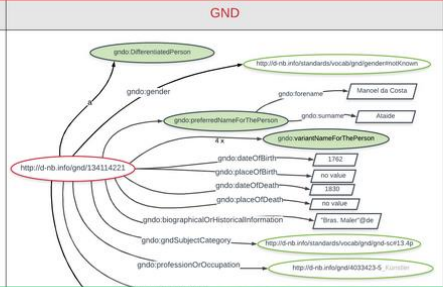 GND
gndo:DifferentiatedPerson
http://d-nb.info/standards/vocab/gnd/gender#notKnown
a
gndo:gender
gndo:forename
Manoel da Costa
gndo:preferredNameForThePerson
gndo:surname
Ataide
4 x
gndo:variantNameForThePerson
http://d-nb.info/gnd/134114221
gndo:dateOfBirth
1762
gndo:placeOfBirth
no value
gndo:dateOfDeath
1830
gndo:placeOfDeath
no value
gndo:biographicalOrHistoricalInformation
"Bras. Maler"@de
gndo:gndSubjectCategory
http://d-nb.info/standards/vocab/gnd/gnd-sc#13.4p
gndo:professionOrOccupation
http://d-nb.info/gnd/4033423-5